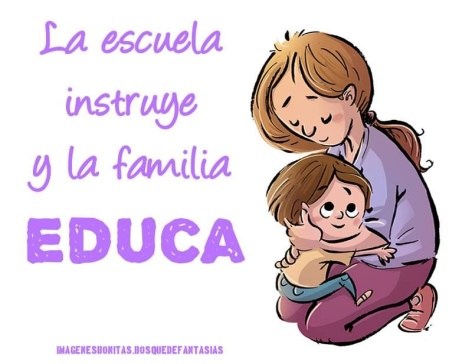 La escuela
instruye
y la familia
EDUCA
IMAGENESBONITAS.BOSQUEDEFANTASIAS